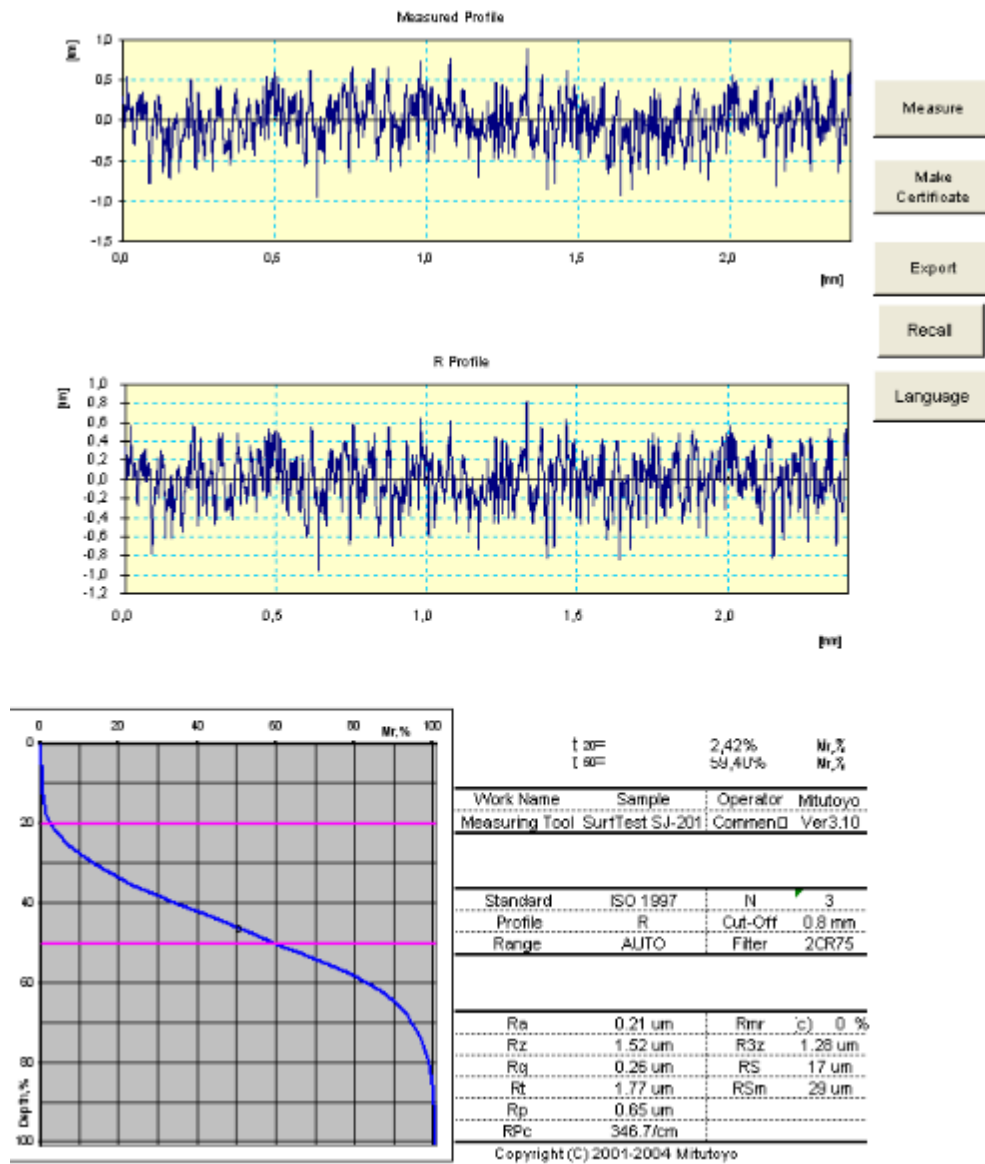 Measured Profile
[µm]
1,0
0,5
0,0
-0,5
-1,0
-1,5
0,0 0,5 1,0 1,5 2,0
[mm]
Measure
Make
Certificate
Export
Recall
Language
R Profile
[µm]
1,0
0,8
0,6
0,4
0,2
0,0
-0,2
-0,4
-0,6
-0,8
-1,0
-1,2
0,0 0,5 1,0 1,5 2,0
[mm]
0 20 40 60 80 Mr,% 100
0
20
40
60
80
100
Depth,%
t 20= 2,42% Mr,%
59,40% Mr,%
Work Name Sample Operator Mitutoyo
Measuring Tool SurfTest SJ-201 Commen□ Ver3.10
Standard ISO 1997 N 3
Profile R Cut-Off 0.8 mm
Range AUTO Filter 2CR75
Ra 0.21 um Rmr c) 0 %
Rz 1.52 um R3z 1.28 um
Rq 0.26 um RS 17 um
Rt 1.77 um RSm 29 um
Rp 0.65 um
RPc 346.7/cm
Copyright (C) 2001-2004 Mitutoyo